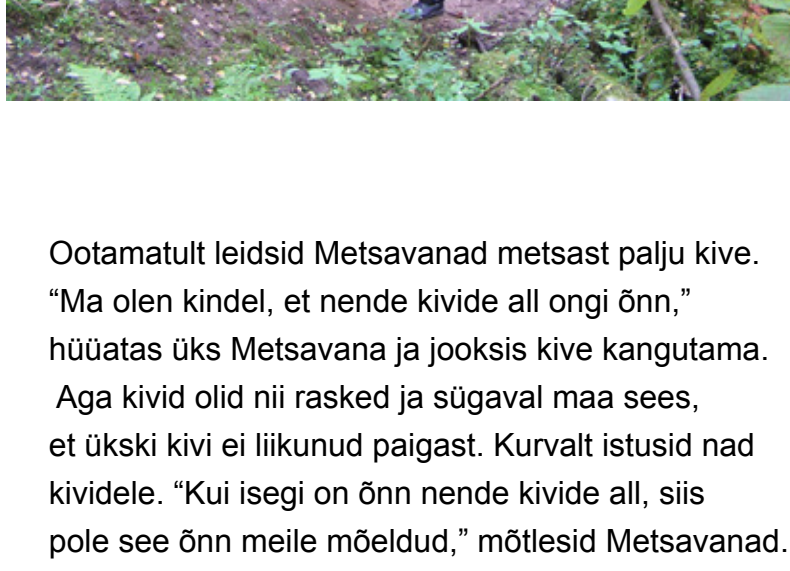 Ootamatult leidsid Metsavanad metsast palju kive.
“Ma olen kindel, et nende kivide all ongi õnn,”
hüüatas üks Metsavana ja jooksis kive kangutama.
Aga kivid olid nii rasked ja sügaval maa sees,
et ükski kivi ei liikunud paigast. Kurvalt istusid nad
kividele. “Kui isegi on õnn nende kivide all, siis
pole see õnn meile mõeldud,” mõtlesid Metsavanad.